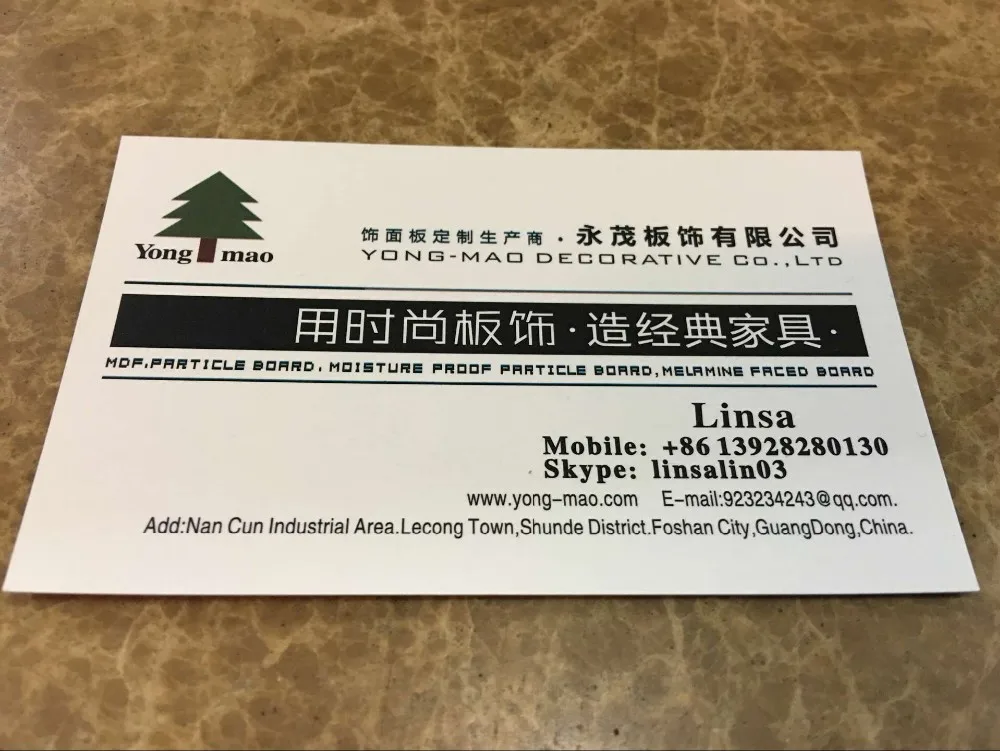 Yong mao
饰面板定制生产商·永茂板饰有限公司
YONG-MAO DECORATIVE Co.,LTD
用时尚板饰·造经典家具·
MDF,PARTICLE BOARD, MOISTURE PROOF PARTICLE BOARD,MELAMINE FACED BOARD
Linsa
Mobile: +86 13928280130
Skype: linsalin03
www.yong-mao.com E-mail:923234243@qq.com.
Add:Nan Cun Industrial Area.Lecong Town,Shunde District.Foshan City,GuangDong,China.